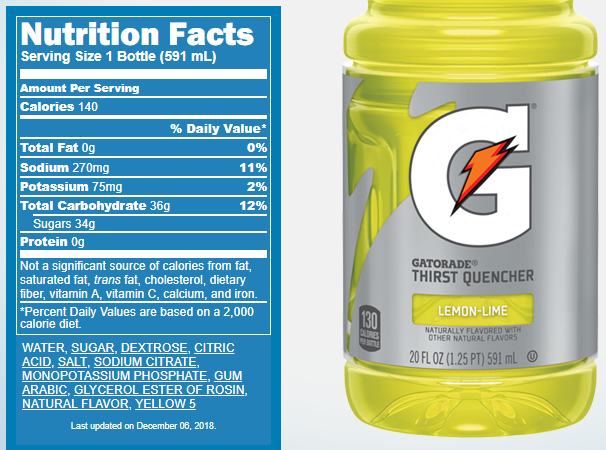 Nutrition Facts
Serving Size 1 Bottle (591 mL)
Amount Per Serving
Calories 140
% Daily Value*
Total Fat 0g 0%
Sodium 270mg 11%
Potassium 75mg 2%
Total Carbohydrate 36g 12%
Sugars 34g
Protein 0g
Not a significant source of calories from fat,
saturated fat, trans fat, cholesterol, dietary
fiber, vitamin A, vitamin C, calcium, and iron.
*Percent Daily Values are based on a 2,000
calorie diet.
WATER, SUGAR, DEXTROSE, CITRIC
ACID, SALT, SODIUM CITRATE,
MONOPOTASSIUM PHOSPHATE, GUM
ARABIC, GLYCEROL ESTER OF ROSIN,
NATURAL FLAVOR, YELLOW 5
Last updated on December 06, 2018.
G®
GATORADE®
THIRST QUENCHER
LEMON-LIME
130
CALORIES
PER BOTTLE
NATURALLY FLAVORED WITH
OTHER NATURAL FLAVORS
20 FL OZ (1.25 PT) 591 mL U